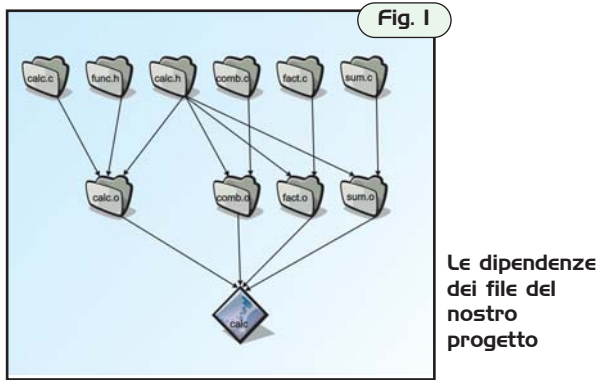 Fig. 1
calc.c func.h calc.h comb.c fact.c sum.c
calc.o comb.o fact.o sum.o
calc
Le dipendenze
dei file del
nostro
progetto